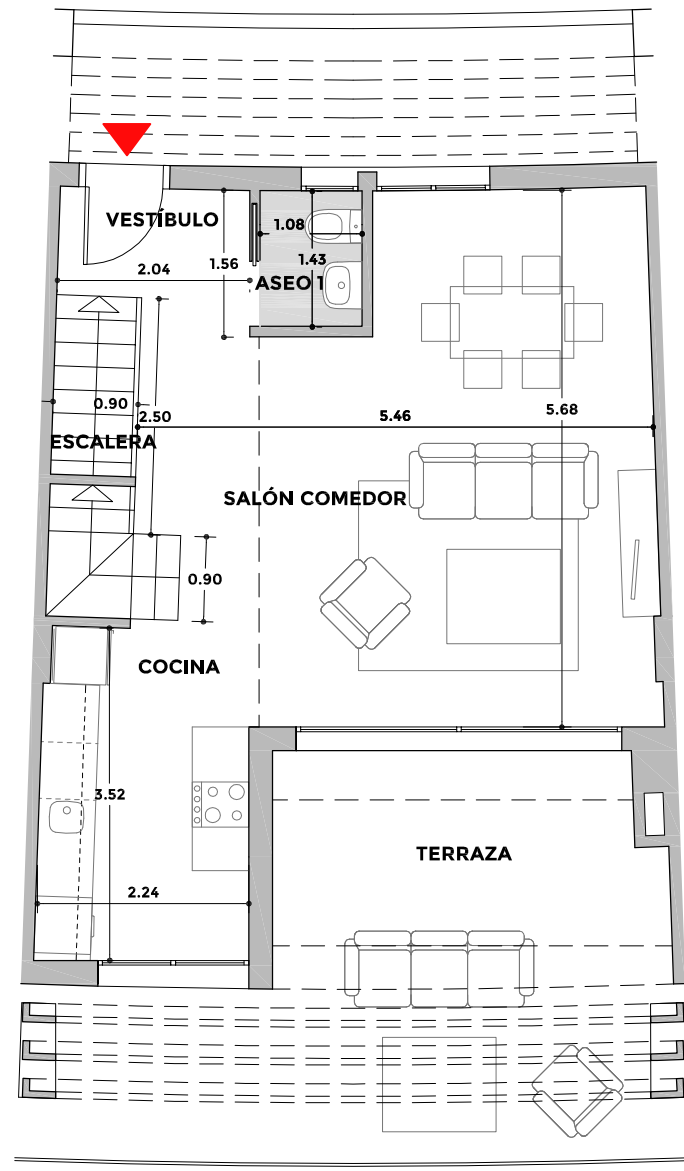 VESTÍBULO
1.08
2.04
1.56
1.43
ASEO 1
0.90
2.50
5.46
5.68
ESCALERA
SALÓN COMEDOR
0.90
COCINA
3.52
TERRAZA
2.24